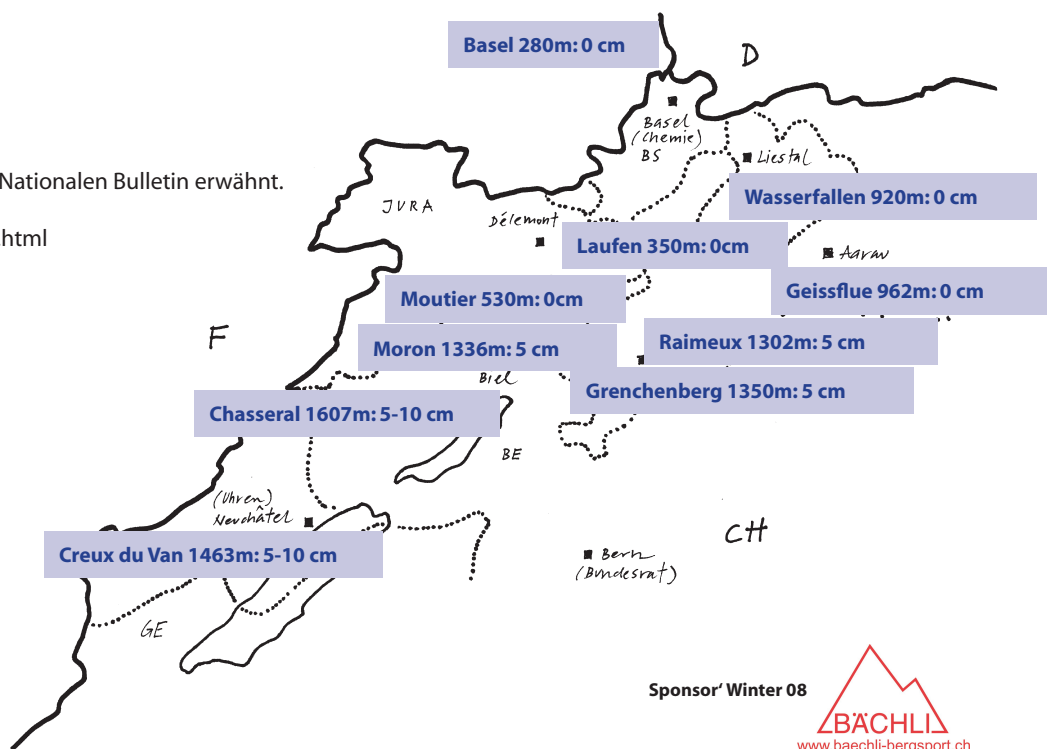 Basel 280m: 0 cm
D
Basel
(Chemie)
BS
Liestal
Nationalen Bulletin erwähnt.
Wasserfallen 920m: 0 cm
JURA
Délemont
html
Laufen 350m: 0cm
Aarau
Moutier 530m: 0cm
Geissflue 962m: 0 cm
F
Moron 1336m: 5 cm
Raimeux 1302m: 5 cm
Biel
Grenchenberg 1350m: 5 cm
Chasseral 1607m: 5-10 cm
BE
(Uhren)
Neuchâtel
CH
Creux du Van 1463m: 5-10 cm
Bern
(Bundesrat)
GE
Sponsor' Winter 08
BÄCHLI
www.baechli-bergsport.ch